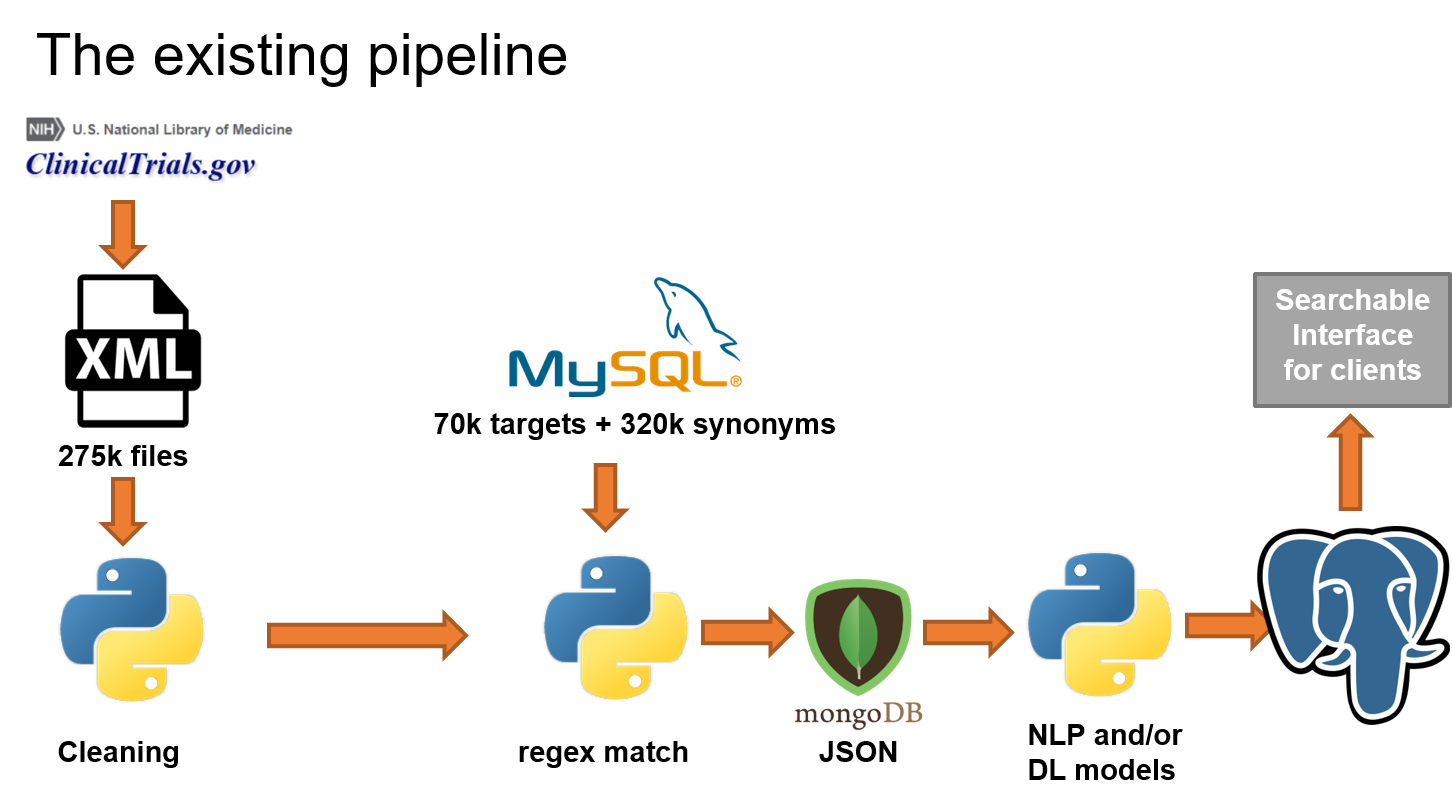 The existing pipeline
NIH U.S. National Library of Medicine
ClinicalTrials.gov
XML
275k files
MySQL®
70k targets + 320k synonyms
Searchable
Interface
for clients
mongoDB
Cleaning
regex match
JSON
NLP and/or
DL models